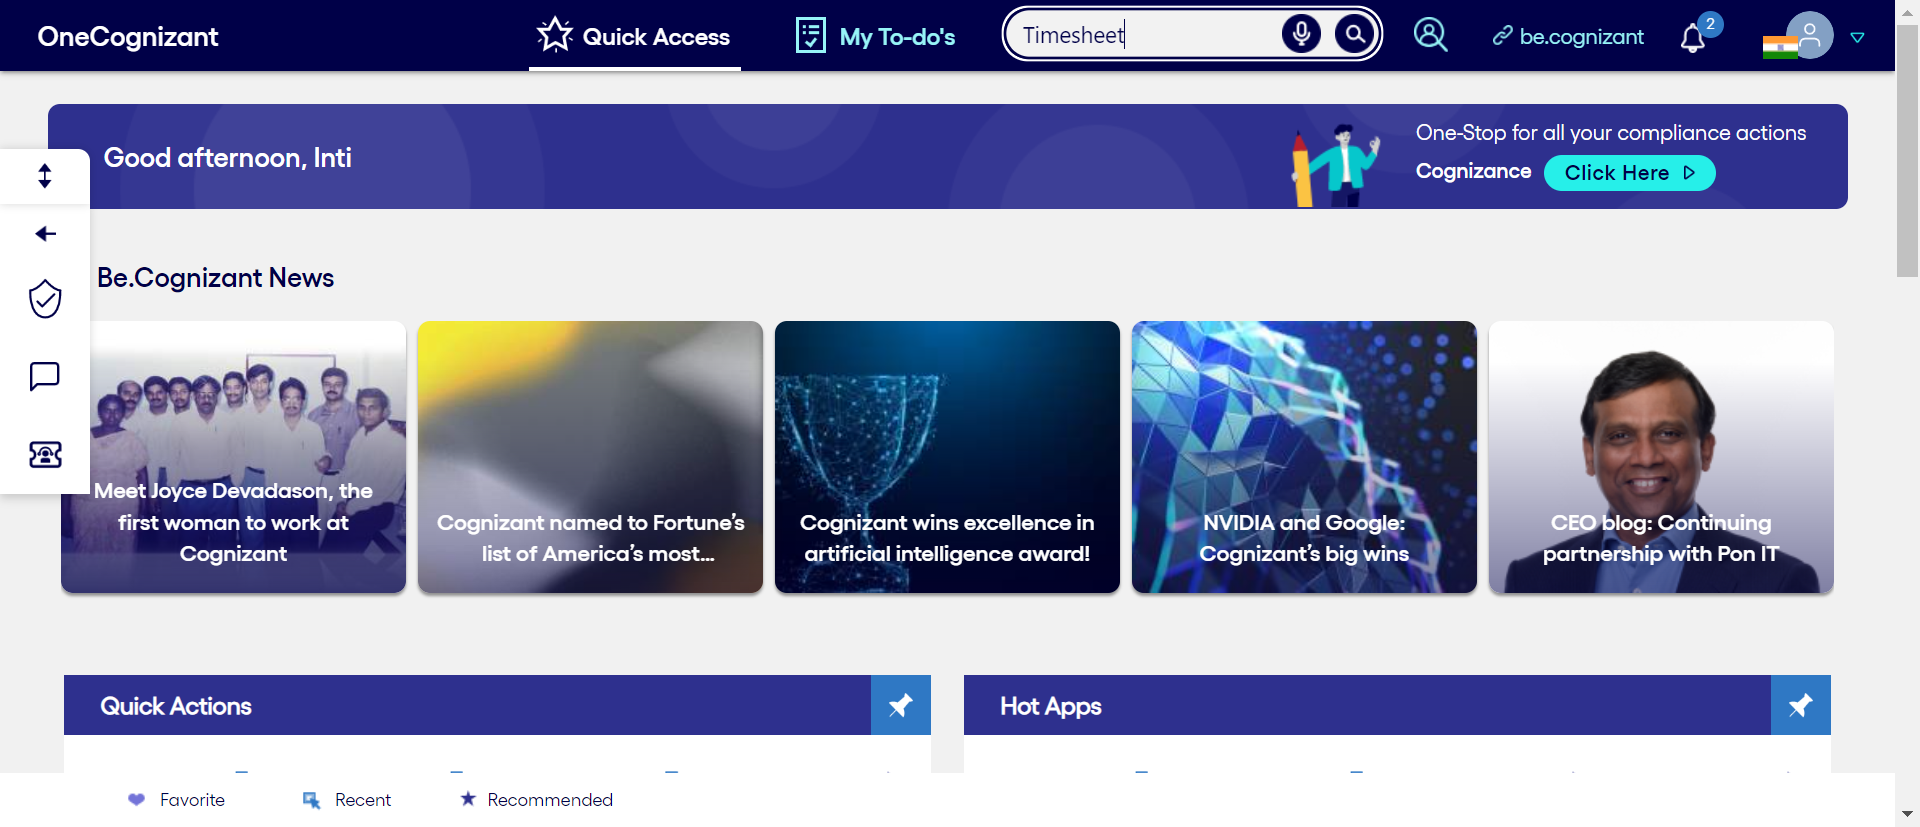 OneCognizant
Quick Access
My To-do's
Timesheet
be.cognizant
2
Good afternoon, Inti
One-Stop for all your compliance actions
Cognizance
Click Here
Be.Cognizant News
Meet Joyce Devadason, the
first woman to work at
Cognizant
Cognizant named to Fortune’s
list of America’s most...
Cognizant wins excellence in
artificial intelligence award!
NVIDIA and Google:
Cognizant’s big wins
CEO blog: Continuing
partnership with Pon IT
Quick Actions
Hot Apps
Favorite
Recent
Recommended